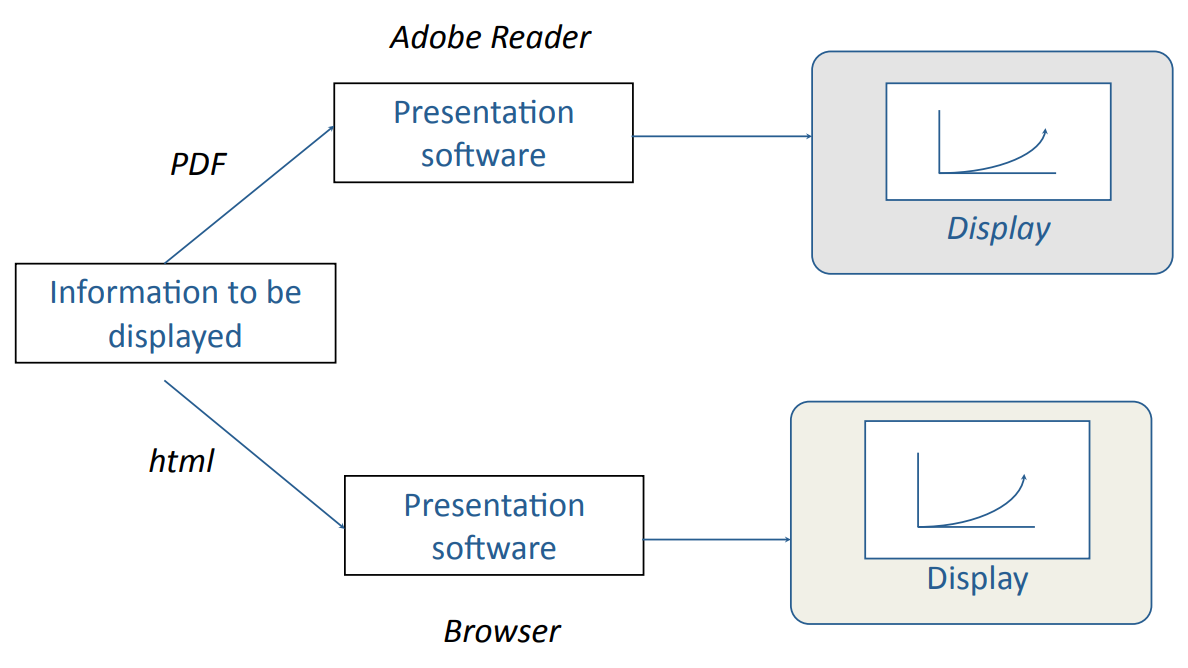 Adobe Reader
Presentation
software
PDF
Display
Information to be
displayed
html
Presentation
software
Display
Browser